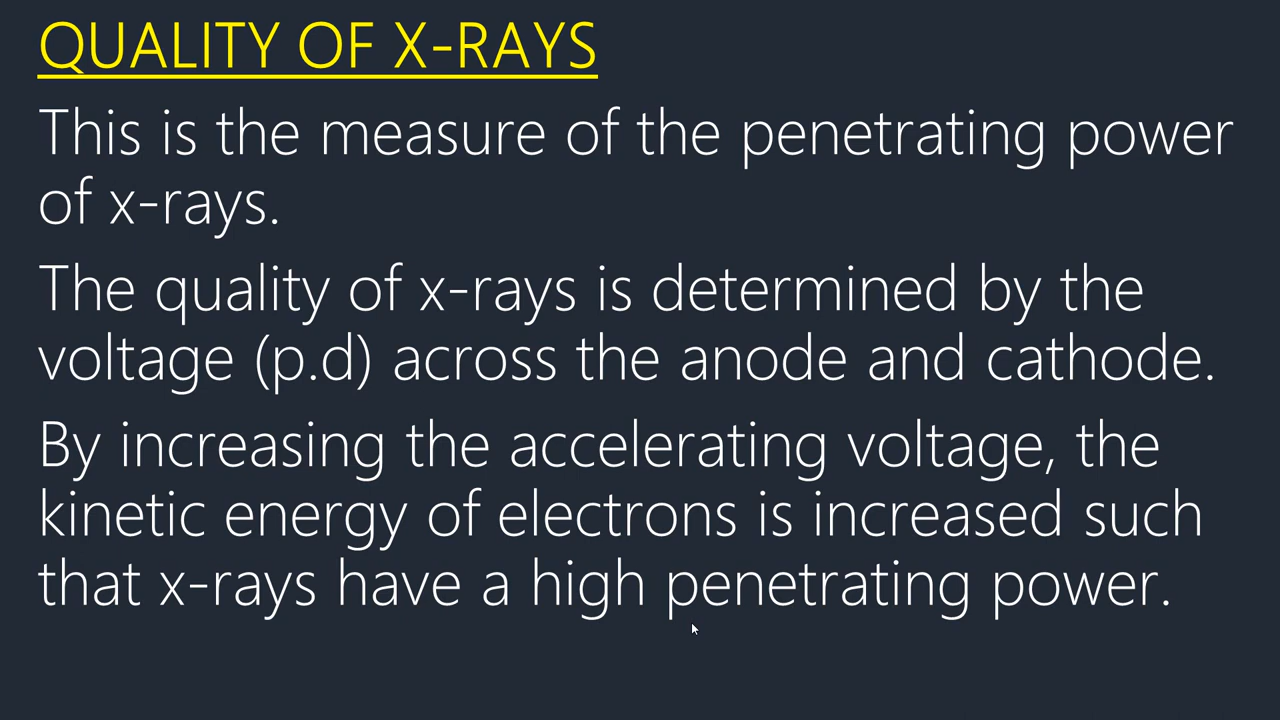 QUALITY OF X-RAYS
This is the measure of the penetrating power
of x-rays.
The quality of x-rays is determined by the
voltage (p.d) across the anode and cathode.
By increasing the accelerating voltage, the
kinetic energy of electrons is increased such
that x-rays have a high penetrating power.